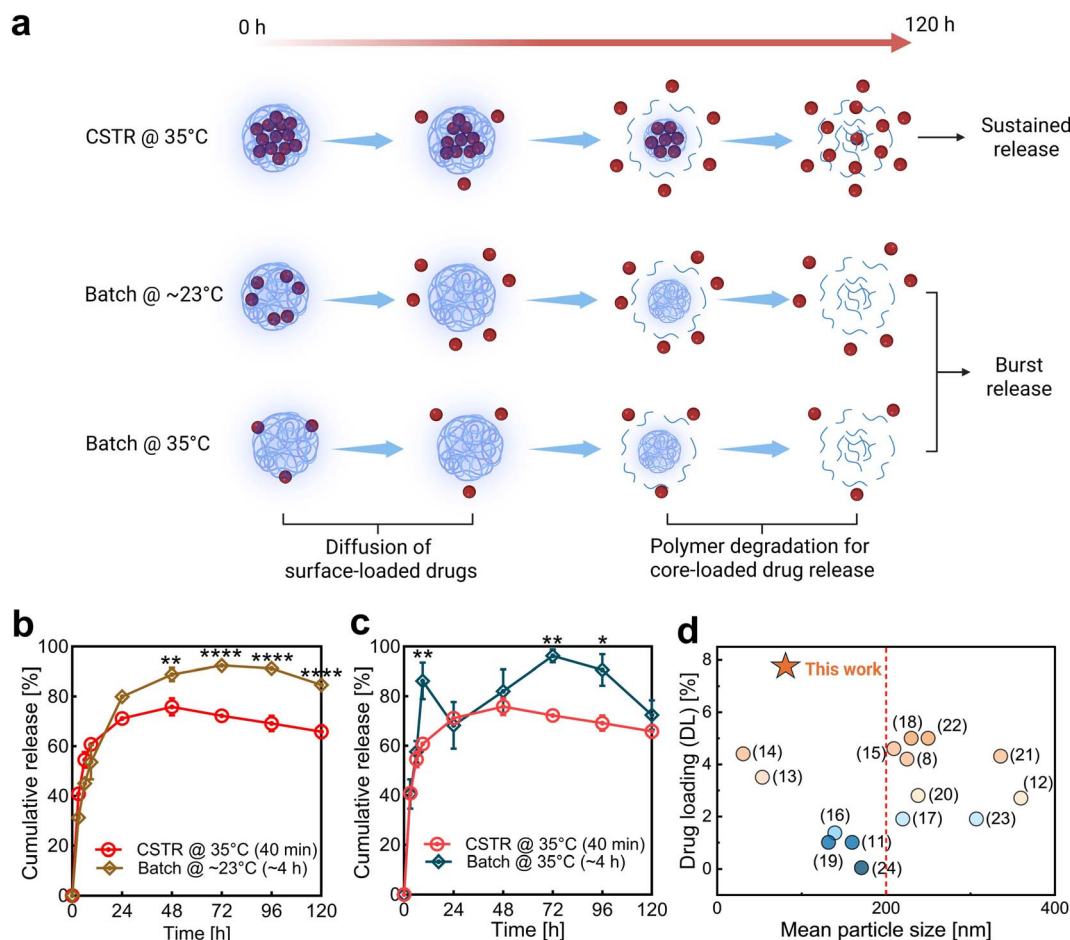 a
0 h
120 h
CSTR @ 35°C
Sustained
release
Batch @ ~23°C
Burst
release
Batch @ 35°C
Diffusion of
surface-loaded drugs
Polymer degradation for
core-loaded drug release
b
Cumulative release [%]
100
80
60
40
20
0
**
****
****
****
CSTR @ 35°C (40 min)
Batch @ ~23°C (~4 h)
0 24 48 72 96 120
Time [h]
c
Cumulative release [%]
100
80
60
40
20
0
**
**
*
CSTR @ 35°C (40 min)
Batch @ 35°C (~4 h)
0 24 48 72 96 120
Time [h]
d
Drug loading (DL) [%]
8
6
4
2
0
This work
(18) (22)
(14) (15) (8) (21)
(13) (20) (12)
(16) (17) (23)
(19) (11)
(24)
0 200 400
Mean particle size [nm]